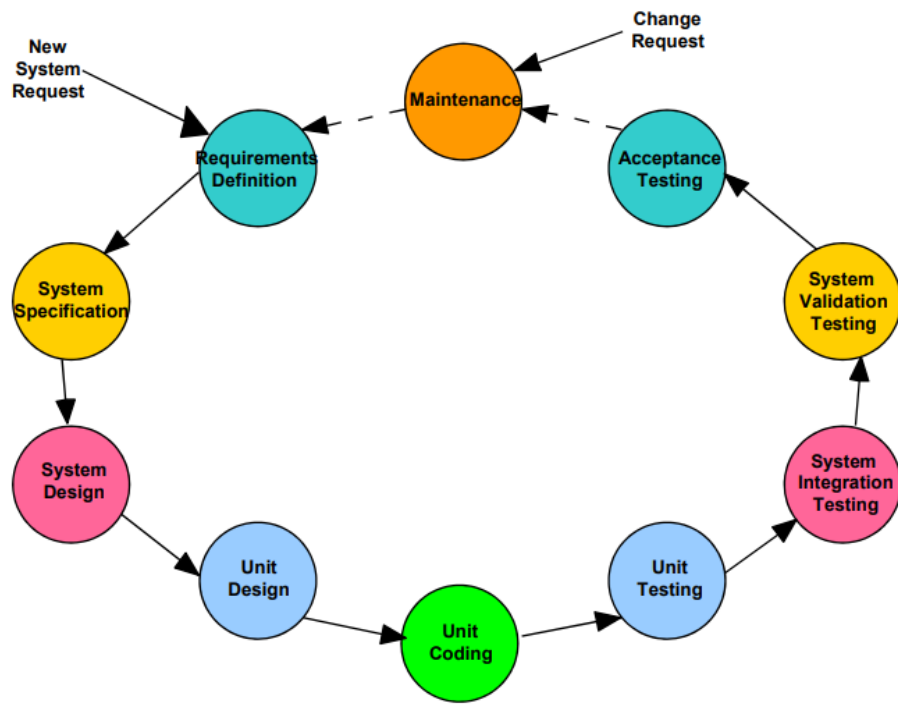 New
System
Request
Change
Request
Maintenance
Requirements
Definition
Acceptance
Testing
System
Specification
System
Validation
Testing
System
Design
System
Integration
Testing
Unit
Design
Unit
Testing
Unit
Coding